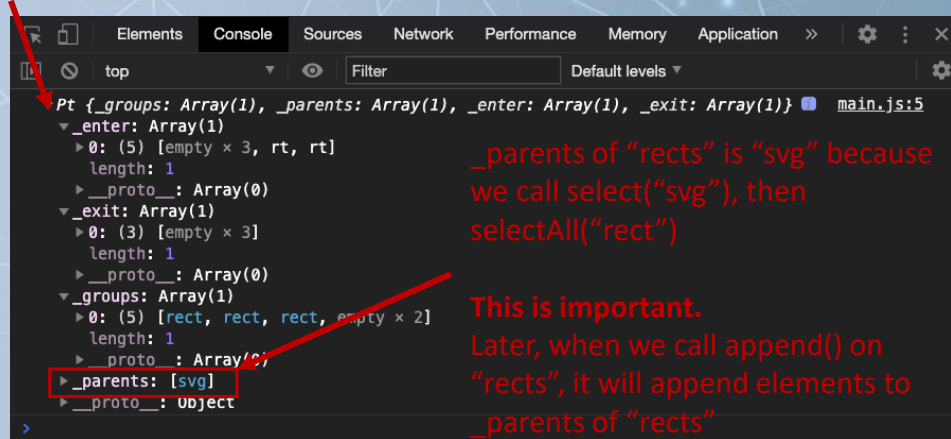 Elements Console Sources Network Performance Memory Application »
top Filter Default levels
Pt {_groups: Array(1), _parents: Array(1), _enter: Array(1), _exit: Array(1)} i main.js:5
_enter: Array(1)
0: (5) [empty × 3, rt, rt]
length: 1
__proto__: Array(0)
_exit: Array(1)
0: (3) [empty × 3]
length: 1
__proto__: Array(0)
_groups: Array(1)
0: (5) [rect, rect, rect, empty × 2]
length: 1
__proto__: Array(0)
_parents: [svg]
__proto__: Object
_parents of “rects” is “svg” because
we call select(“svg”), then
selectAll(“rect”)
This is important.
Later, when we call append() on
“rects”, it will append elements to
_parents of “rects”